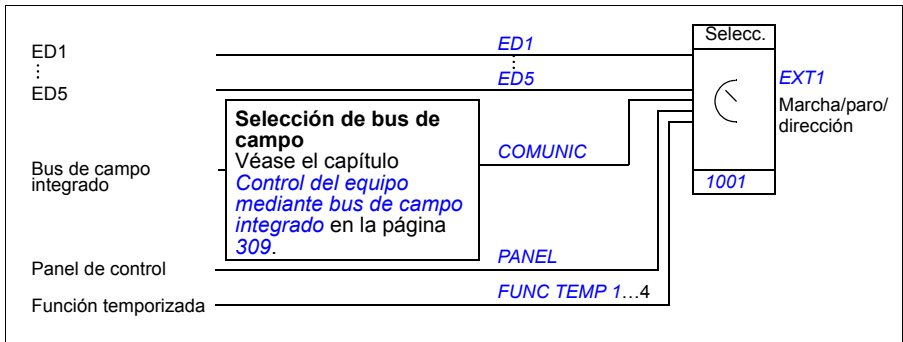 ED1
ED5
Bus de campo
integrado
Panel de control
Función temporizada
Selección de bus de
campo
Véase el capítulo
Control del equipo
mediante bus de campo
integrado en la página
309.
ED1
ED5
COMUNIC
PANEL
FUNC TEMP 1...4
Selecc.
1001
EXT1
Marcha/paro/
dirección